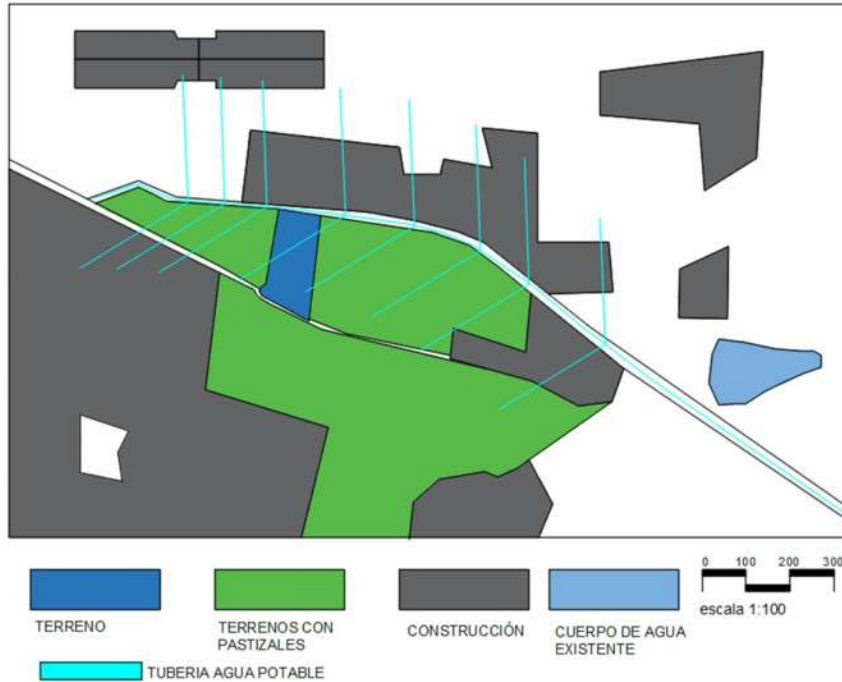 0 100 200 300
escala 1:100
TERRENO
TERRENOS CON
PASTIZALES
CONSTRUCCIÓN
CUERPO DE AGUA
EXISTENTE
TUBERIA AGUA POTABLE